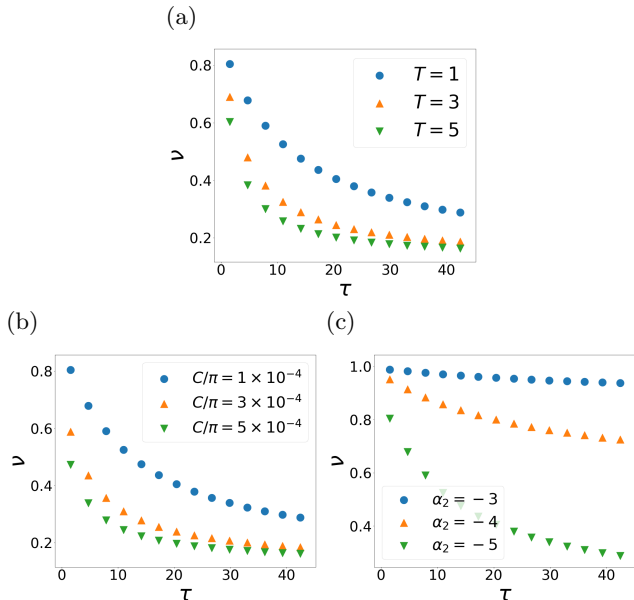 (a)
0.8
0.6
0.4
0.2
ν
T = 1
T = 3
T = 5
0 10 20 30 40
τ
(b)
0.8
0.6
0.4
0.2
ν
C/π = 1 × 10⁻⁴
C/π = 3 × 10⁻⁴
C/π = 5 × 10⁻⁴
0 10 20 30 40
τ
(c)
1.0
0.8
0.6
0.4
ν
α₂ = −3
α₂ = −4
α₂ = −5
0 10 20 30 40
τ